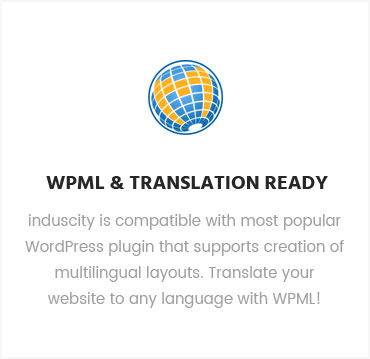 WPML & TRANSLATION READY
induscity is compatible with most popular
WordPress plugin that supports creation of
multilingual layouts. Translate your
website to any language with WPML!